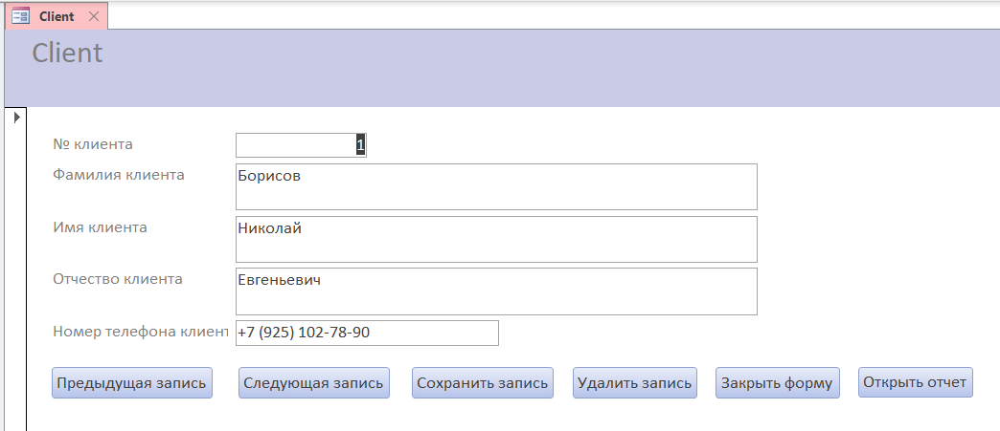 Client
Client
№ клиента 1
Фамилия клиента Борисов
Имя клиента Николай
Отчество клиента Евгеньевич
Номер телефона клиент +7 (925) 102-78-90
Предыдущая запись Следующая запись Сохранить запись Удалить запись Закрыть форму Открыть отчет